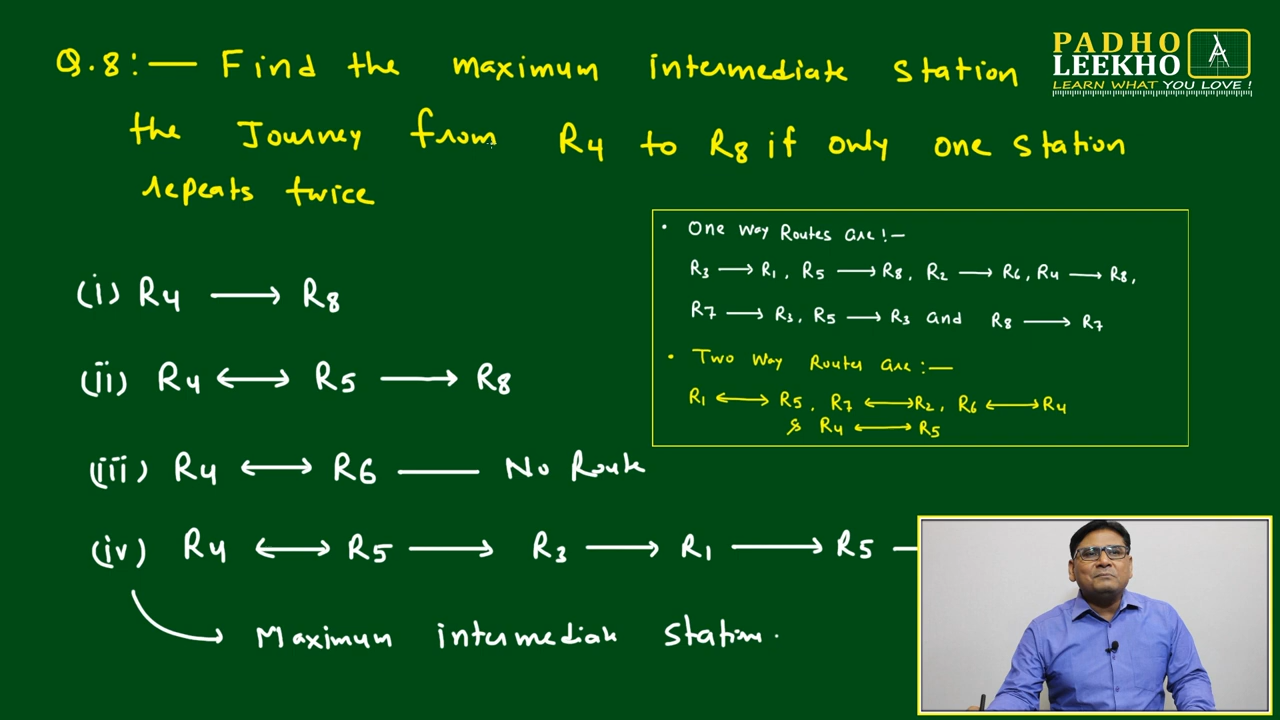 Q.8:— Find the maximum intermediate station
the Journey from R4 to R8 if only one station
repeats twice
PADHO
LEEKHO
LEARN WHAT YOU LOVE !
• One Way Routes are:—
R3 → R1, R5 → R8, R2 → R6, R4 → R8,
R7 → R3, R5 → R3 and R8 → R7
• Two Way Routes are:—
R1 ↔ R5, R7 ↔ R2, R6 ↔ R4
& R4 ↔ R5
(i) R4 → R8
(ii) R4 ↔ R5 → R8
(iii) R4 ↔ R6 — No Route
(iv) R4 ↔ R5 → R3 → R1 → R5 —
Maximum intermediate station.